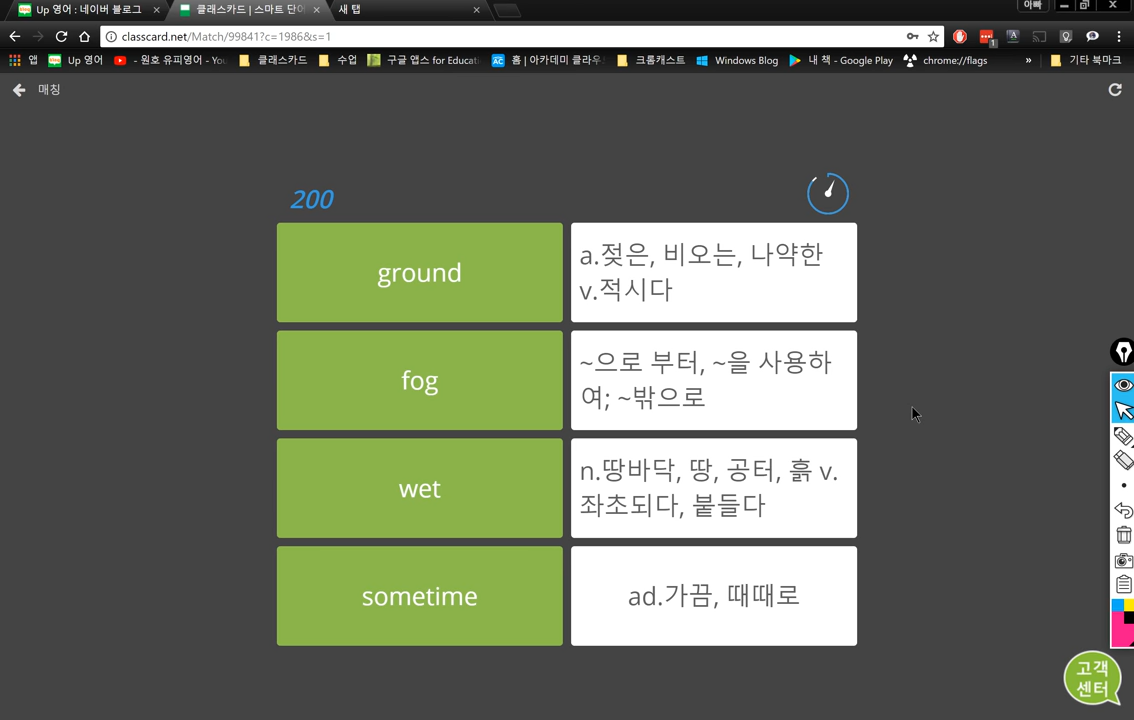 Up 영어 : 네이버 블로그
클래스카드 | 스마트 단어
새 탭
아빠
classcard.net/Match/99841?c=1986&s=1
앱
Up 영어
- 원호 유피영어 - You
클래스카드
수업
구글 앱스 for Educati
홈 | 아카데미 클라우
크롬캐스트
Windows Blog
내 책 - Google Play
chrome://flags
»
기타 북마크
매칭
200
ground
a.젖은, 비오는, 나약한
v.적시다
fog
~으로 부터, ~을 사용하
여; ~밖으로
wet
n.땅바닥, 땅, 공터, 흙 v.
좌초되다, 붙들다
sometime
ad.가끔, 때때로
고객
센터